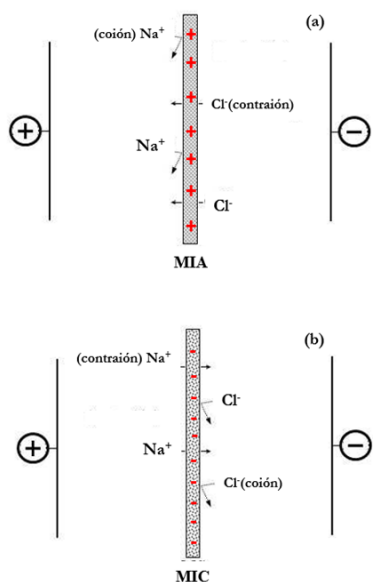 (a)
(coión) Na⁺
Cl⁻(contraión)
+
−
Na⁺
Cl⁻
MIA
(b)
(contraión) Na⁺
Cl⁻
+
−
Na⁺
Cl⁻(coión)
MIC